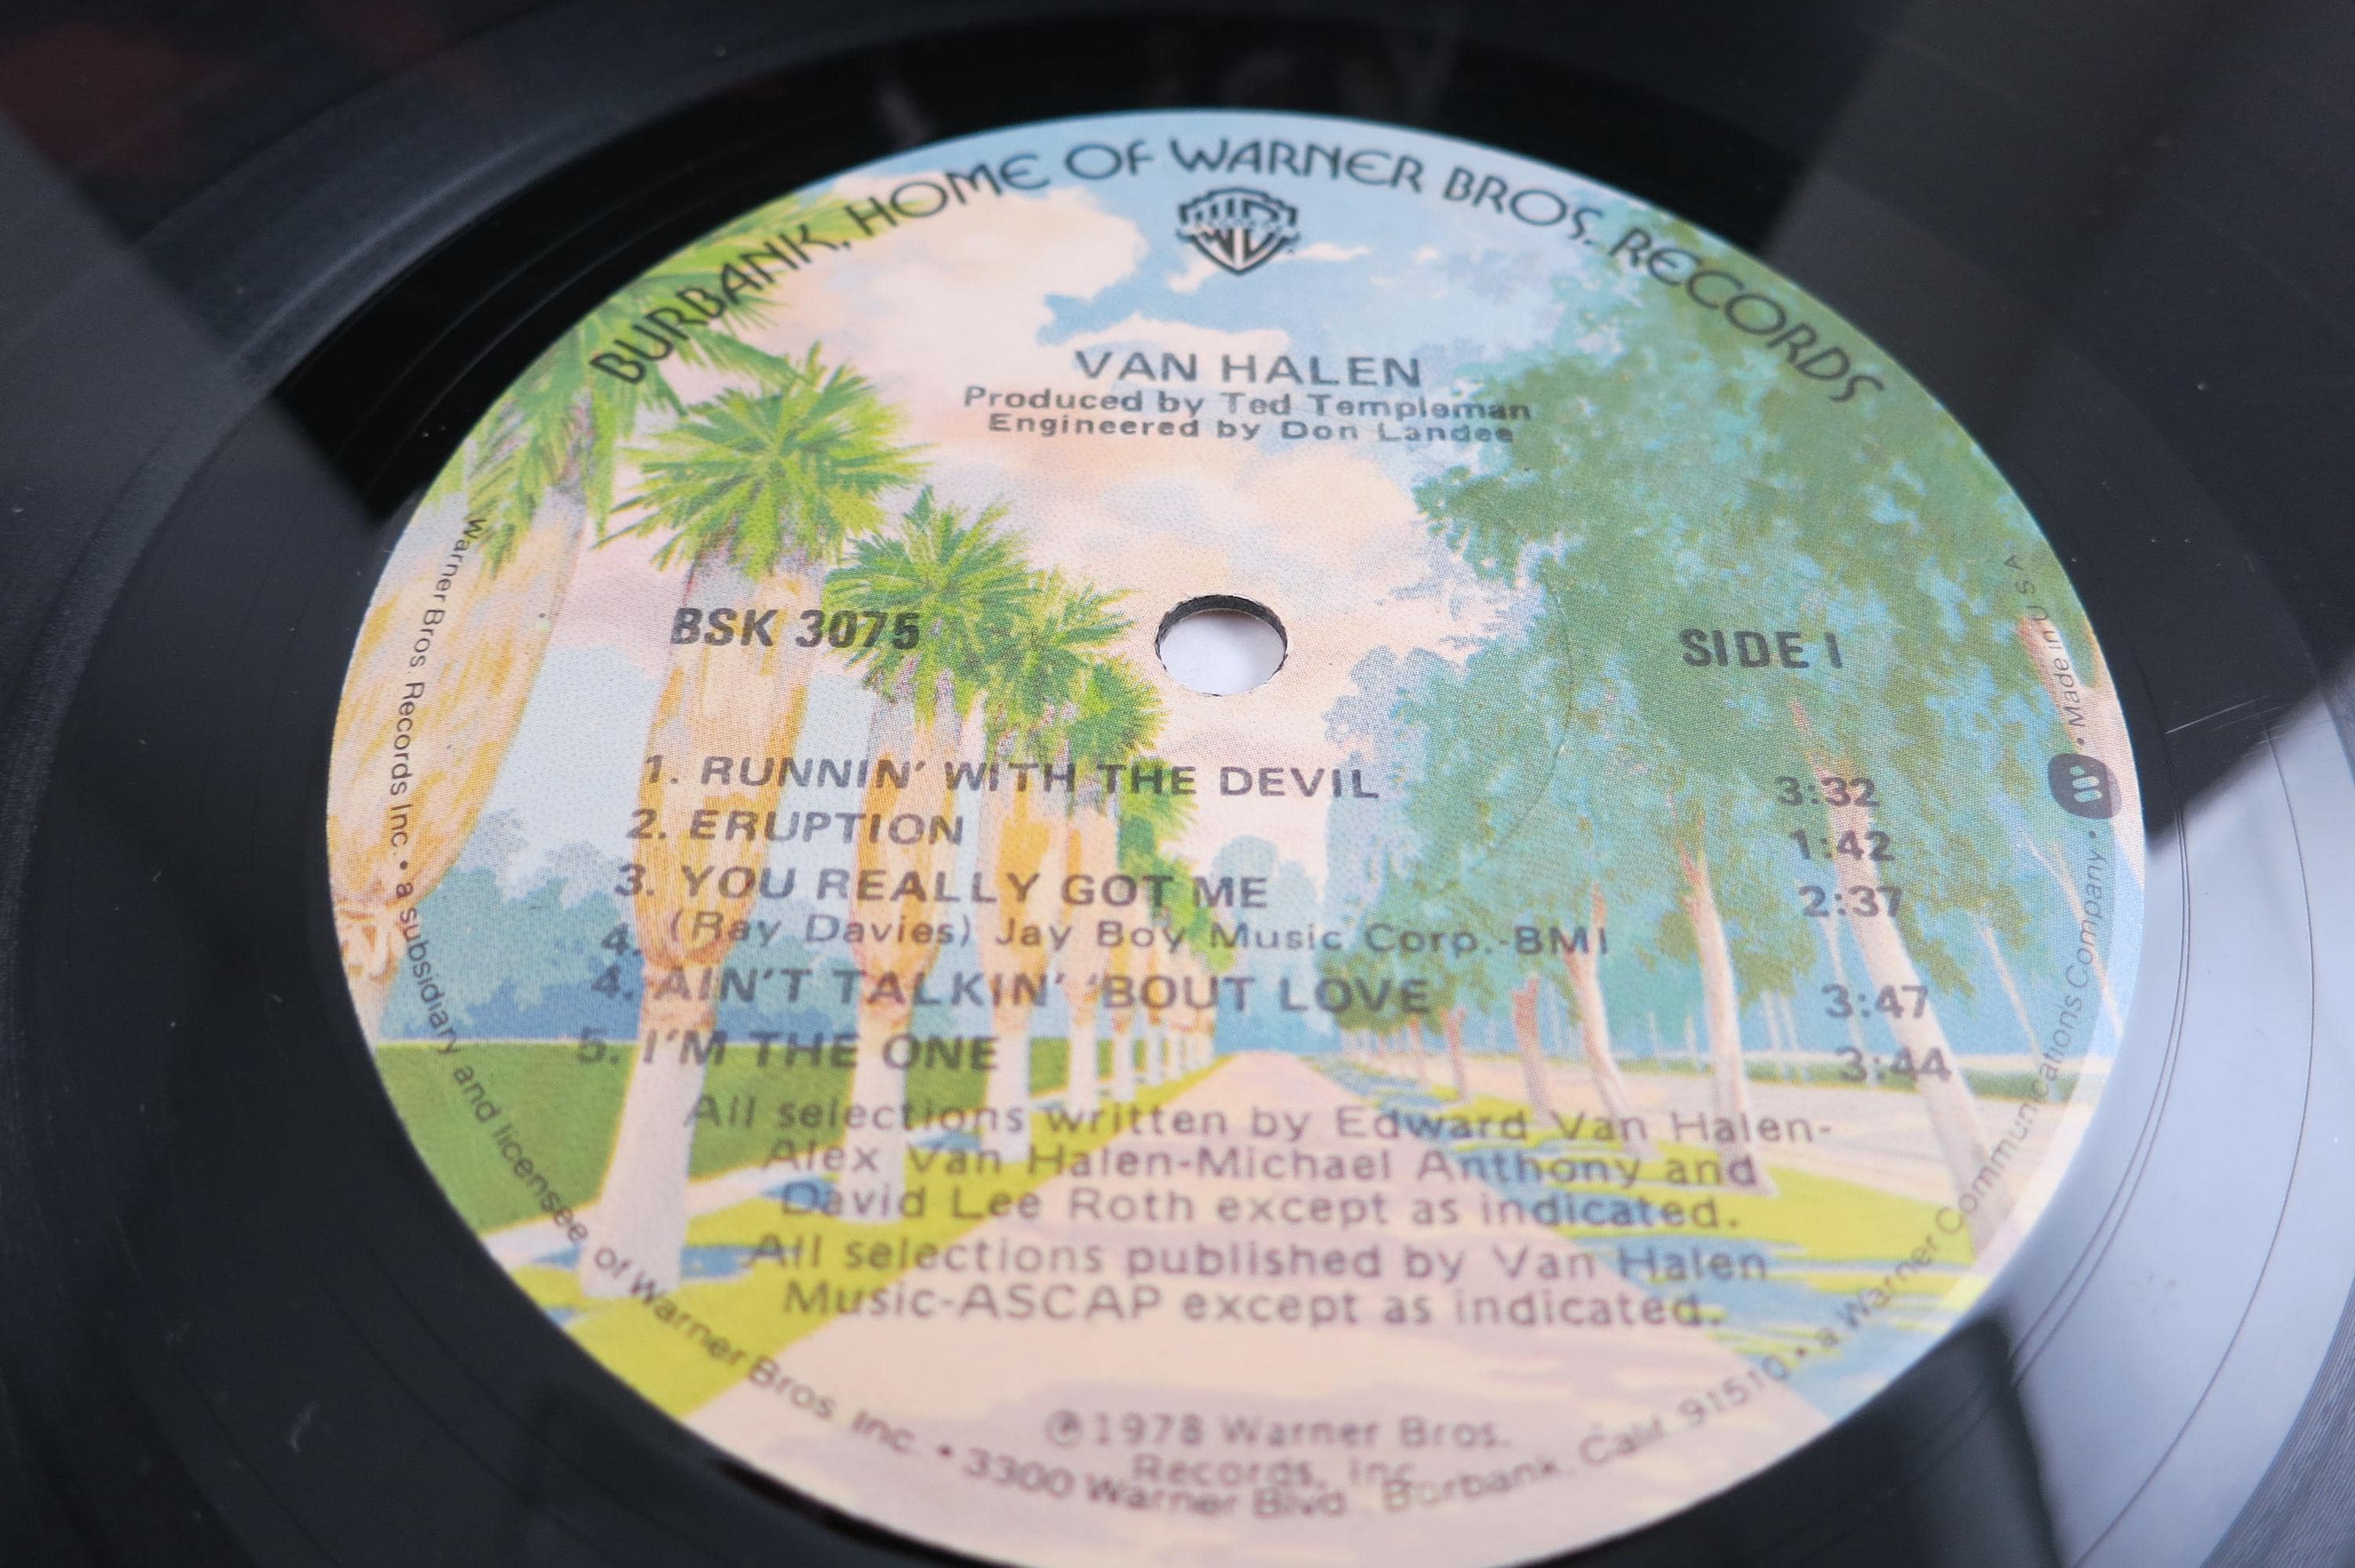 BURBANK, HOME OF WARNER BROS. RECORDS
VAN HALEN
Produced by Ted Templeman
Engineered by Don Landee
BSK 3075
SIDE 1
1. RUNNIN' WITH THE DEVIL 3:32
2. ERUPTION 1:42
3. YOU REALLY GOT ME 2:37
4. (Ray Davies) Jay Boy Music Corp.-BMI
4. AIN'T TALKIN' 'BOUT LOVE 3:47
5. I'M THE ONE 3:44
All selections written by Edward Van Halen-
Alex Van Halen-Michael Anthony and
David Lee Roth except as indicated.
All selections published by Van Halen
Music-ASCAP except as indicated.
℗1978 Warner Bros.
Records, Inc.
Warner Bros. Records Inc. • a subsidiary and licensee of Warner Bros. Inc. • 3300 Warner Blvd. Burbank, Calif. 91510 • a Warner Communications Company • • Made in U S A